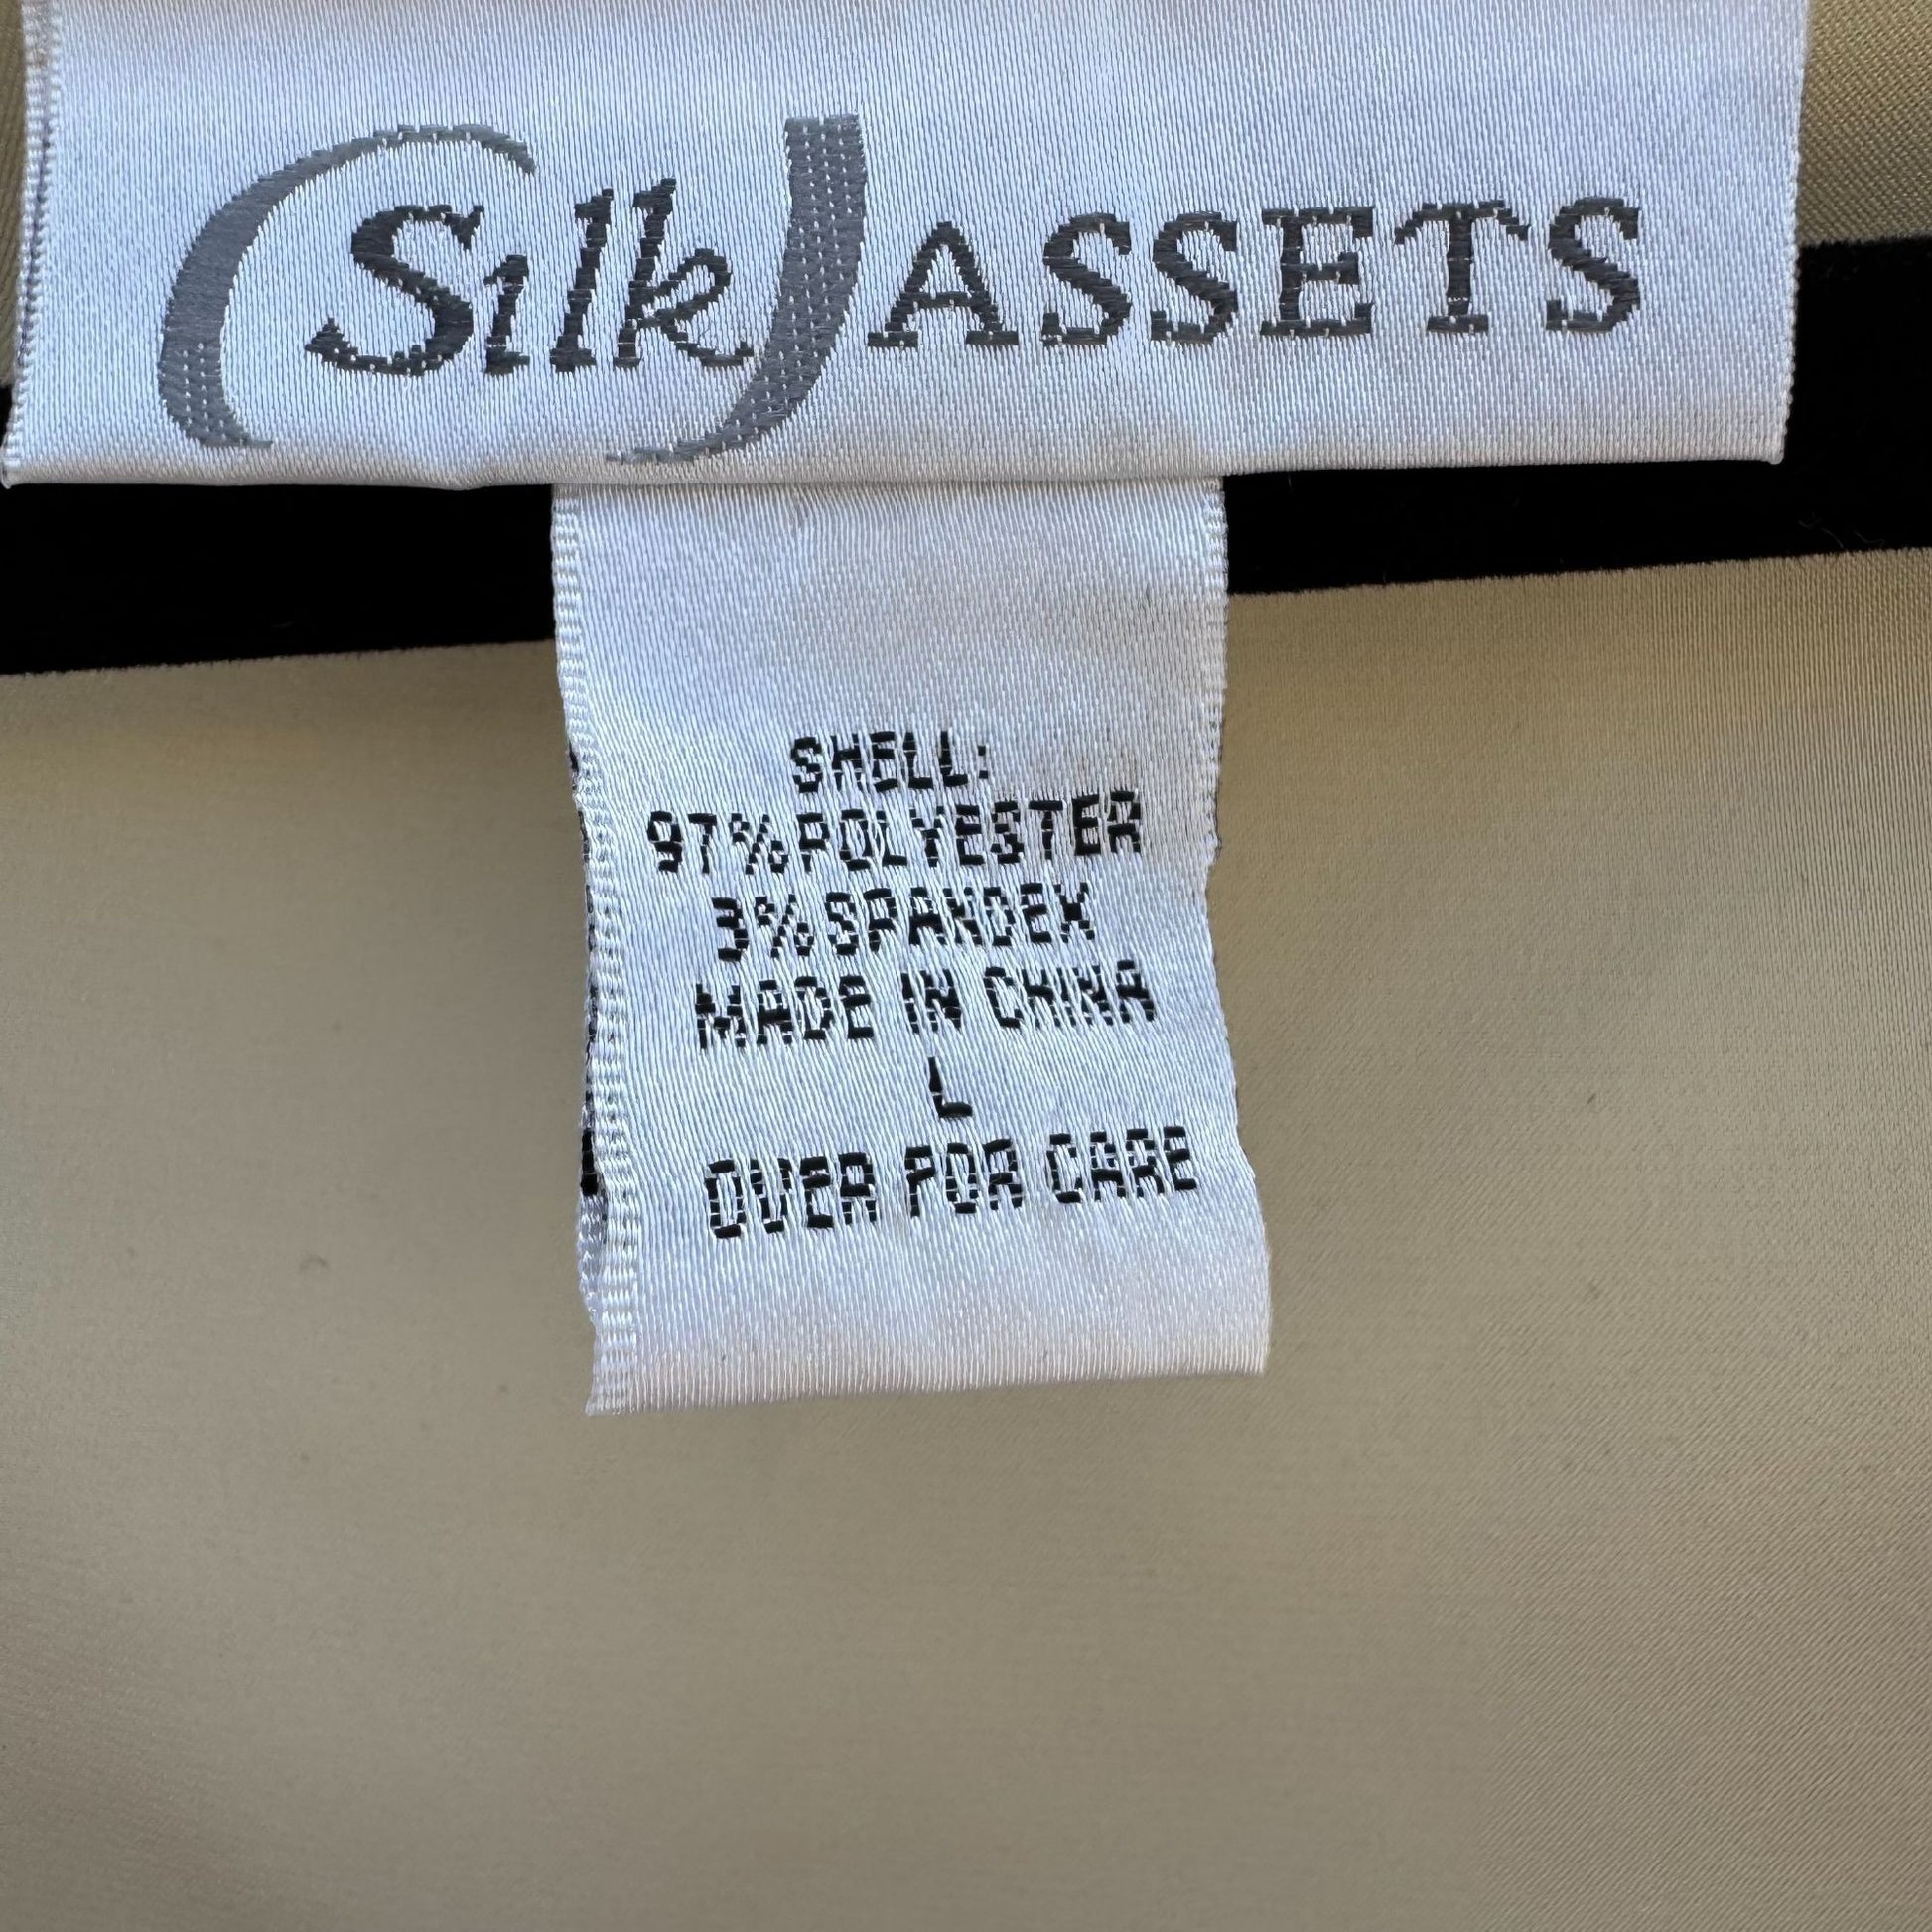 Silk ASSETS
SHELL:
97% POLYESTER
3% SPANDEX
MADE IN CHINA
L
OVER FOR CARE